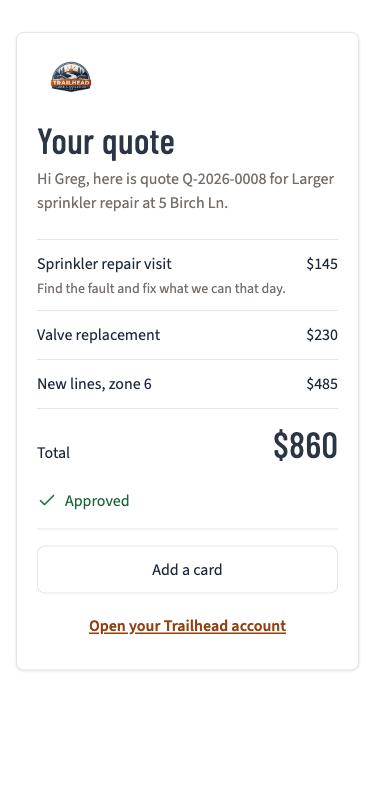 TRAILHEAD
Your quote
Hi Greg, here is quote Q-2026-0008 for Larger
sprinkler repair at 5 Birch Ln.
Sprinkler repair visit $145
Find the fault and fix what we can that day.
Valve replacement $230
New lines, zone 6 $485
Total $860
Approved
Add a card
Open your Trailhead account